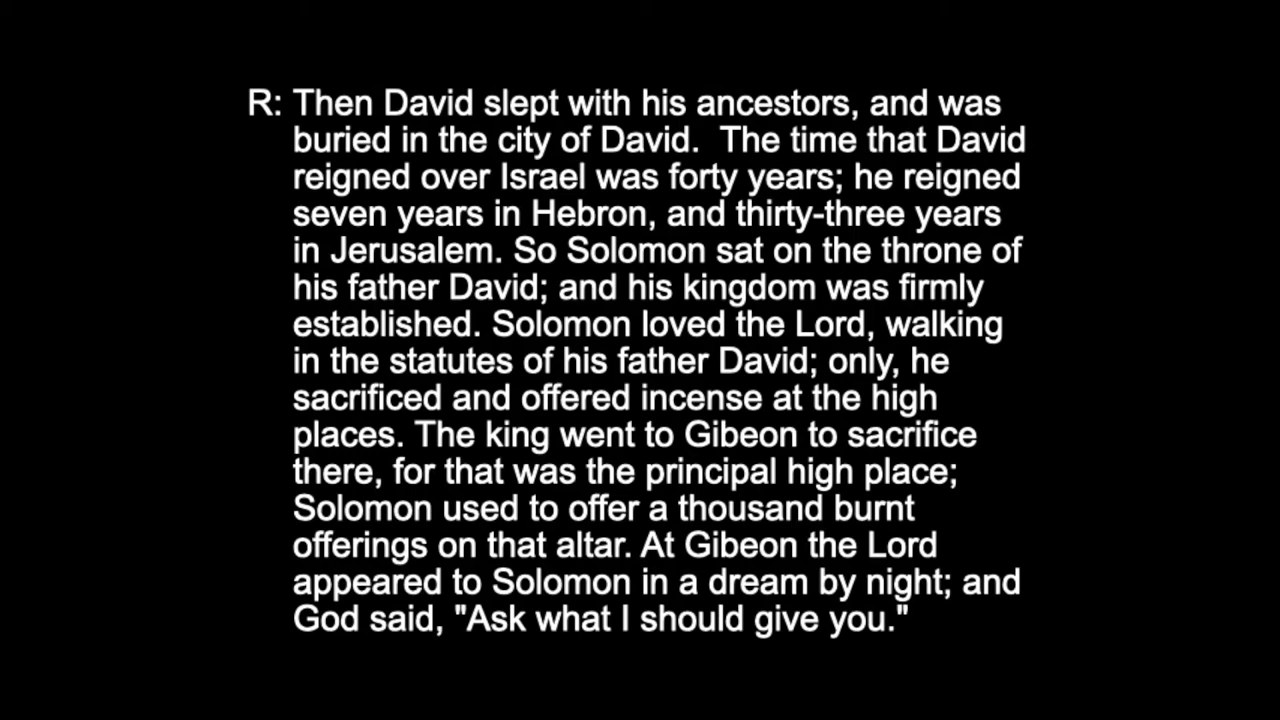 R: Then David slept with his ancestors, and was
buried in the city of David.  The time that David
reigned over Israel was forty years; he reigned
seven years in Hebron, and thirty-three years
in Jerusalem. So Solomon sat on the throne of
his father David; and his kingdom was firmly
established. Solomon loved the Lord, walking
in the statutes of his father David; only, he
sacrificed and offered incense at the high
places. The king went to Gibeon to sacrifice
there, for that was the principal high place;
Solomon used to offer a thousand burnt
offerings on that altar. At Gibeon the Lord
appeared to Solomon in a dream by night; and
God said, "Ask what I should give you."